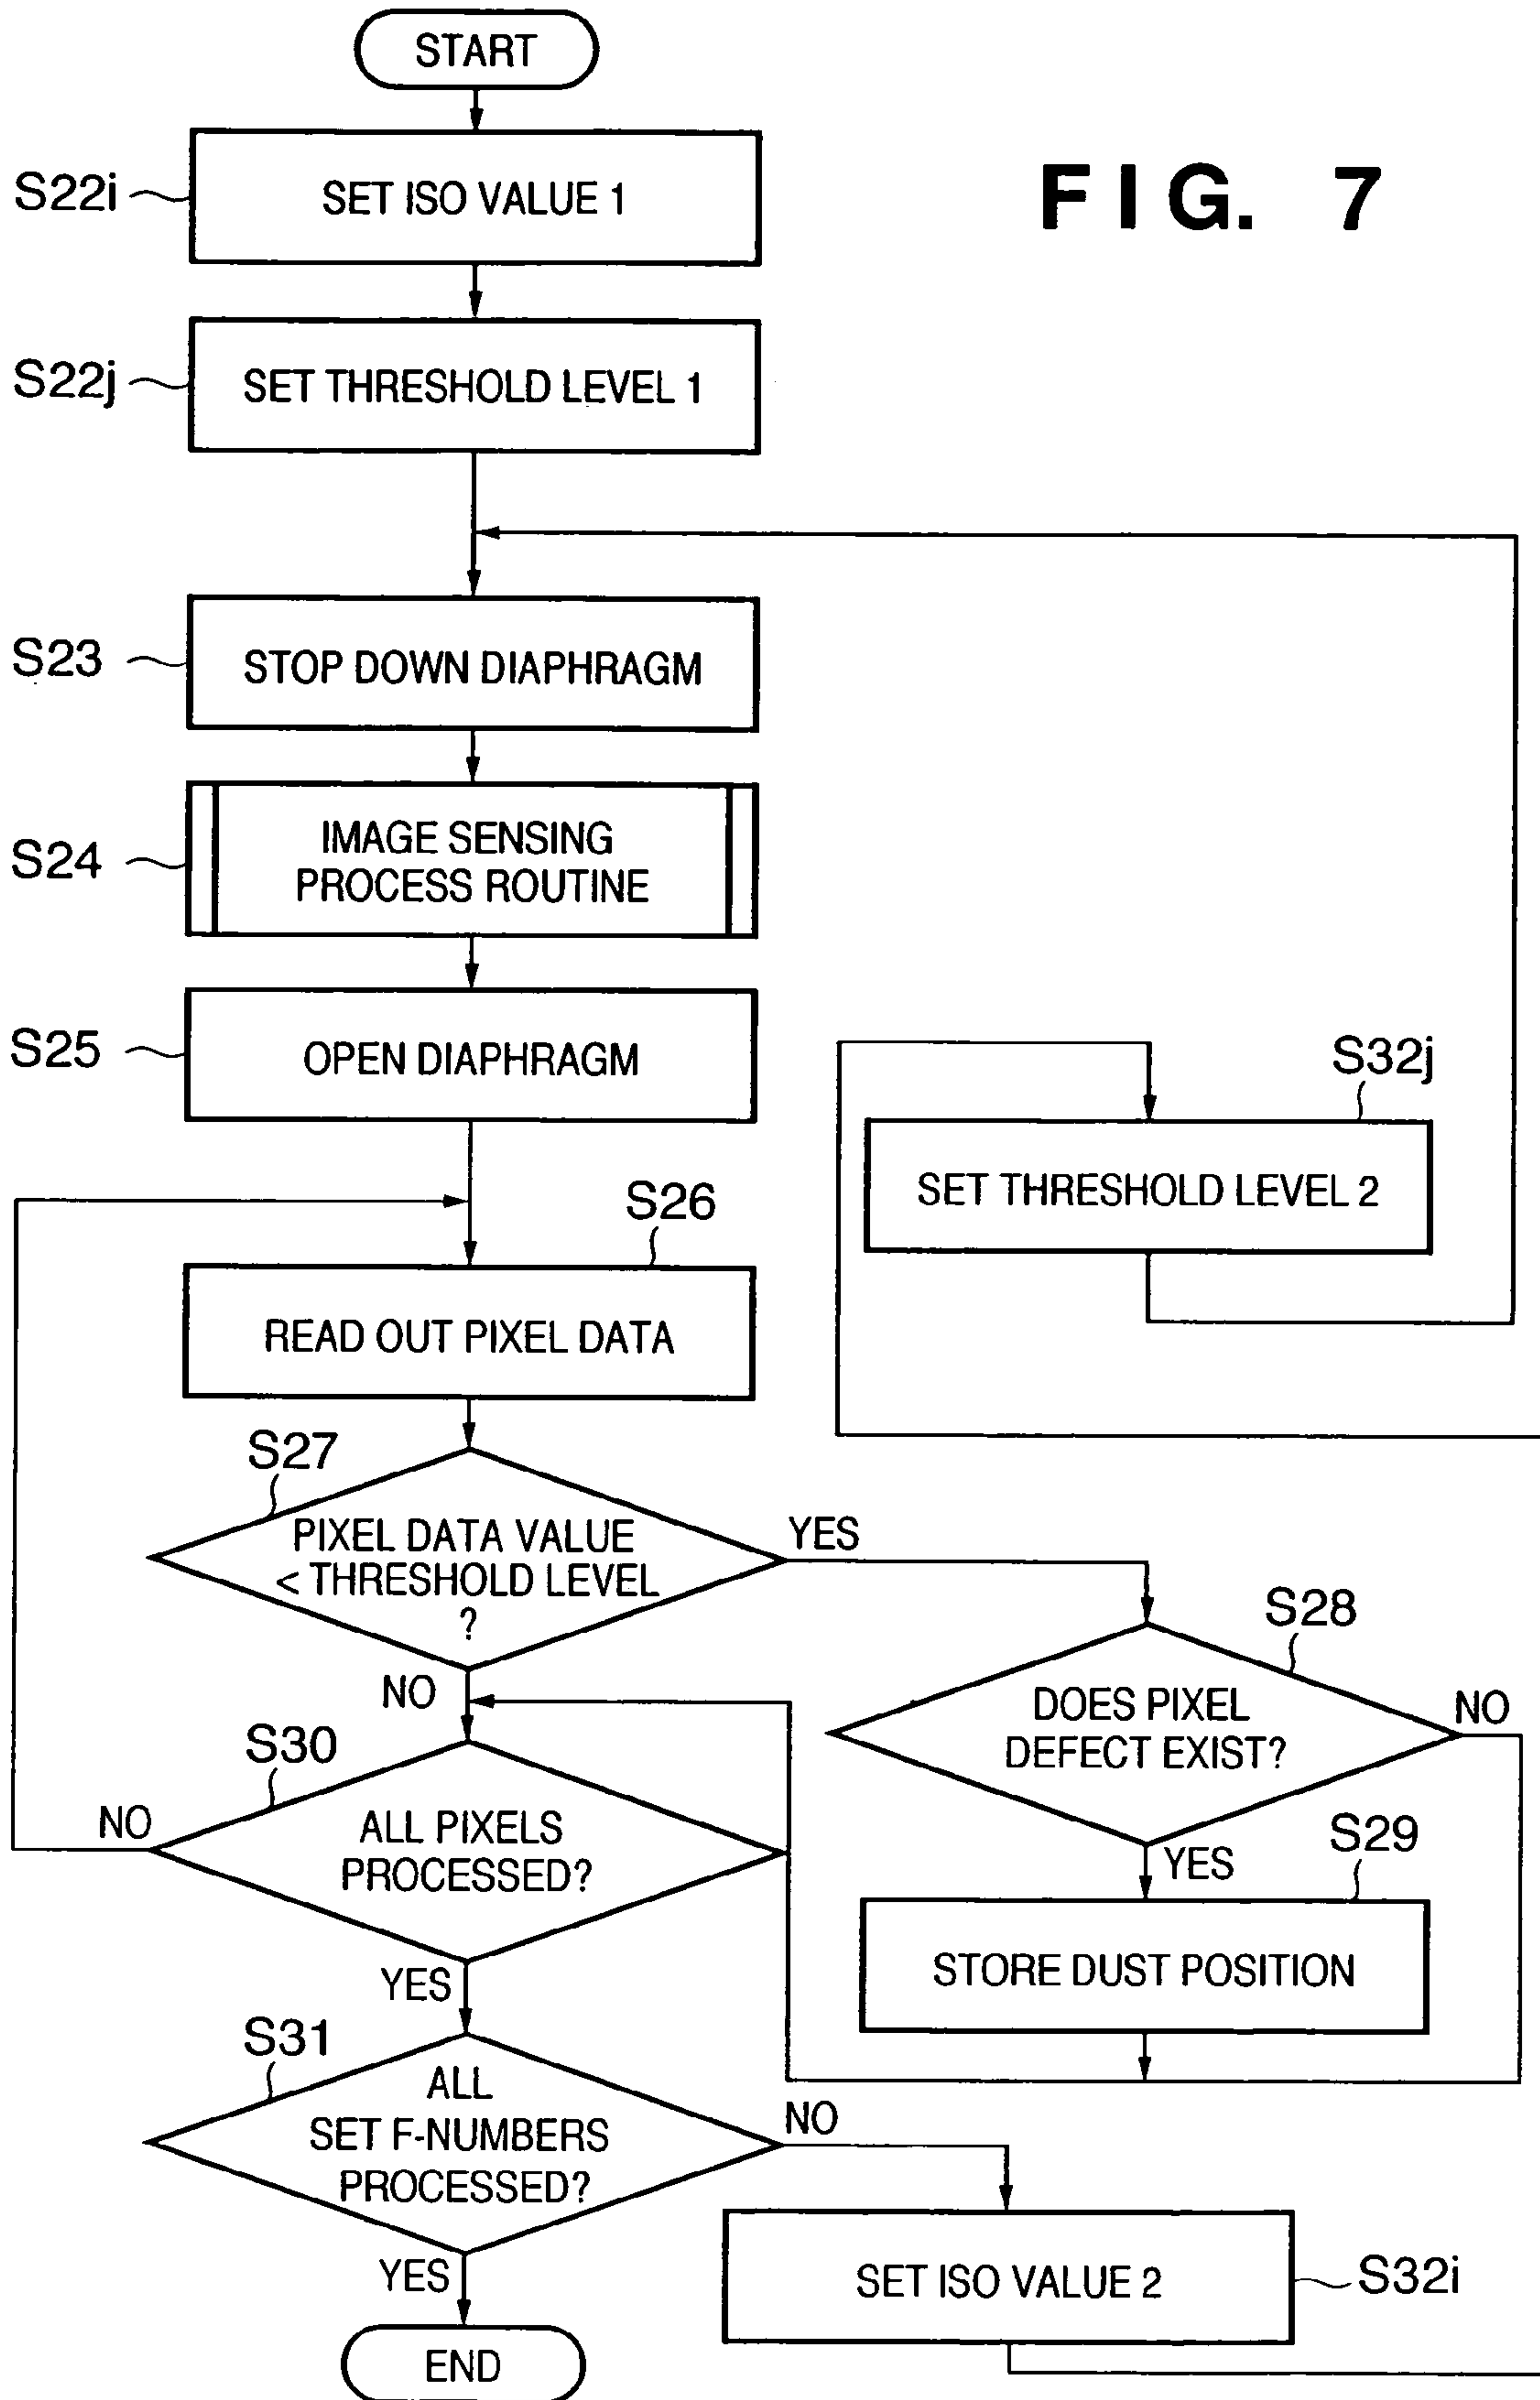 START
FIG. 7
S22i
SET ISO VALUE 1
S22j
SET THRESHOLD LEVEL 1
S23
STOP DOWN DIAPHRAGM
S24
IMAGE SENSING
PROCESS ROUTINE
S25
OPEN DIAPHRAGM
S32j
SET THRESHOLD LEVEL 2
S26
READ OUT PIXEL DATA
S27
PIXEL DATA VALUE
< THRESHOLD LEVEL
?
YES
NO
S28
DOES PIXEL
DEFECT EXIST?
NO
YES
S29
STORE DUST POSITION
S30
ALL PIXELS
PROCESSED?
NO
YES
S31
ALL
SET F-NUMBERS
PROCESSED?
NO
YES
SET ISO VALUE 2
S32i
END